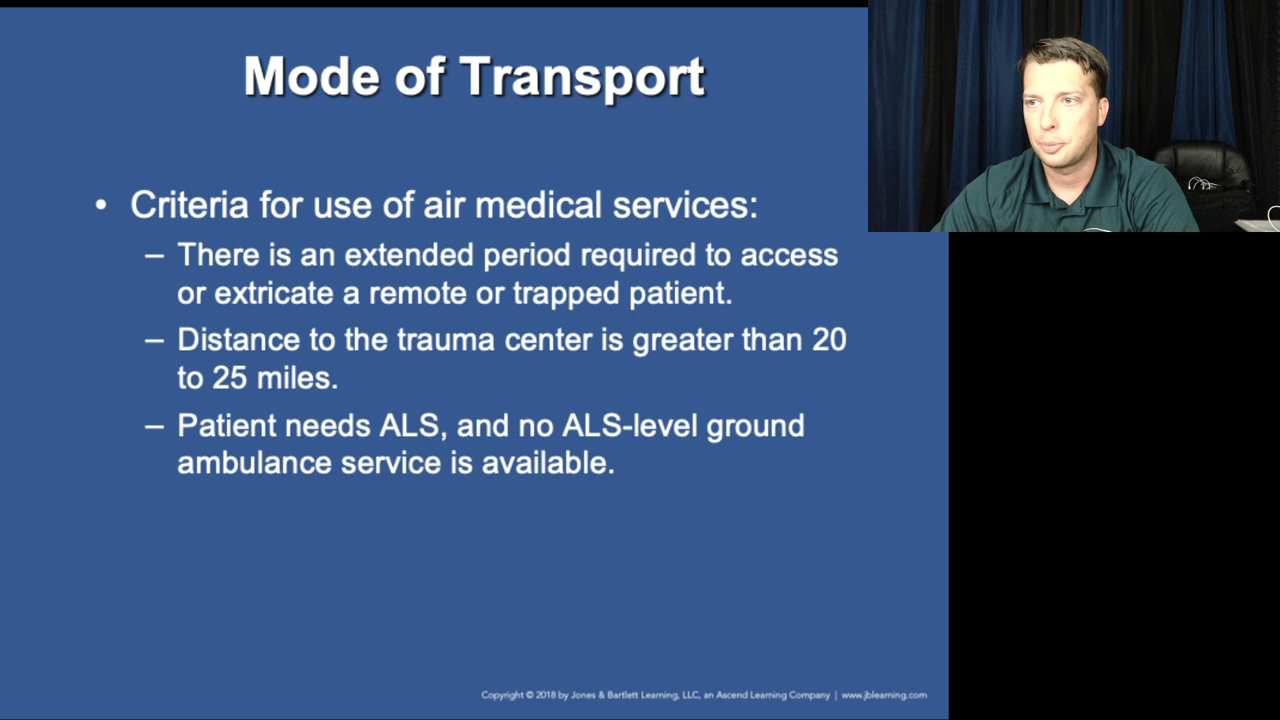 Mode of Transport
• Criteria for use of air medical services:
– There is an extended period required to access
or extricate a remote or trapped patient.
– Distance to the trauma center is greater than 20
to 25 miles.
– Patient needs ALS, and no ALS-level ground
ambulance service is available.
Copyright © 2018 by Jones & Bartlett Learning, LLC, an Ascend Learning Company | www.jblearning.com